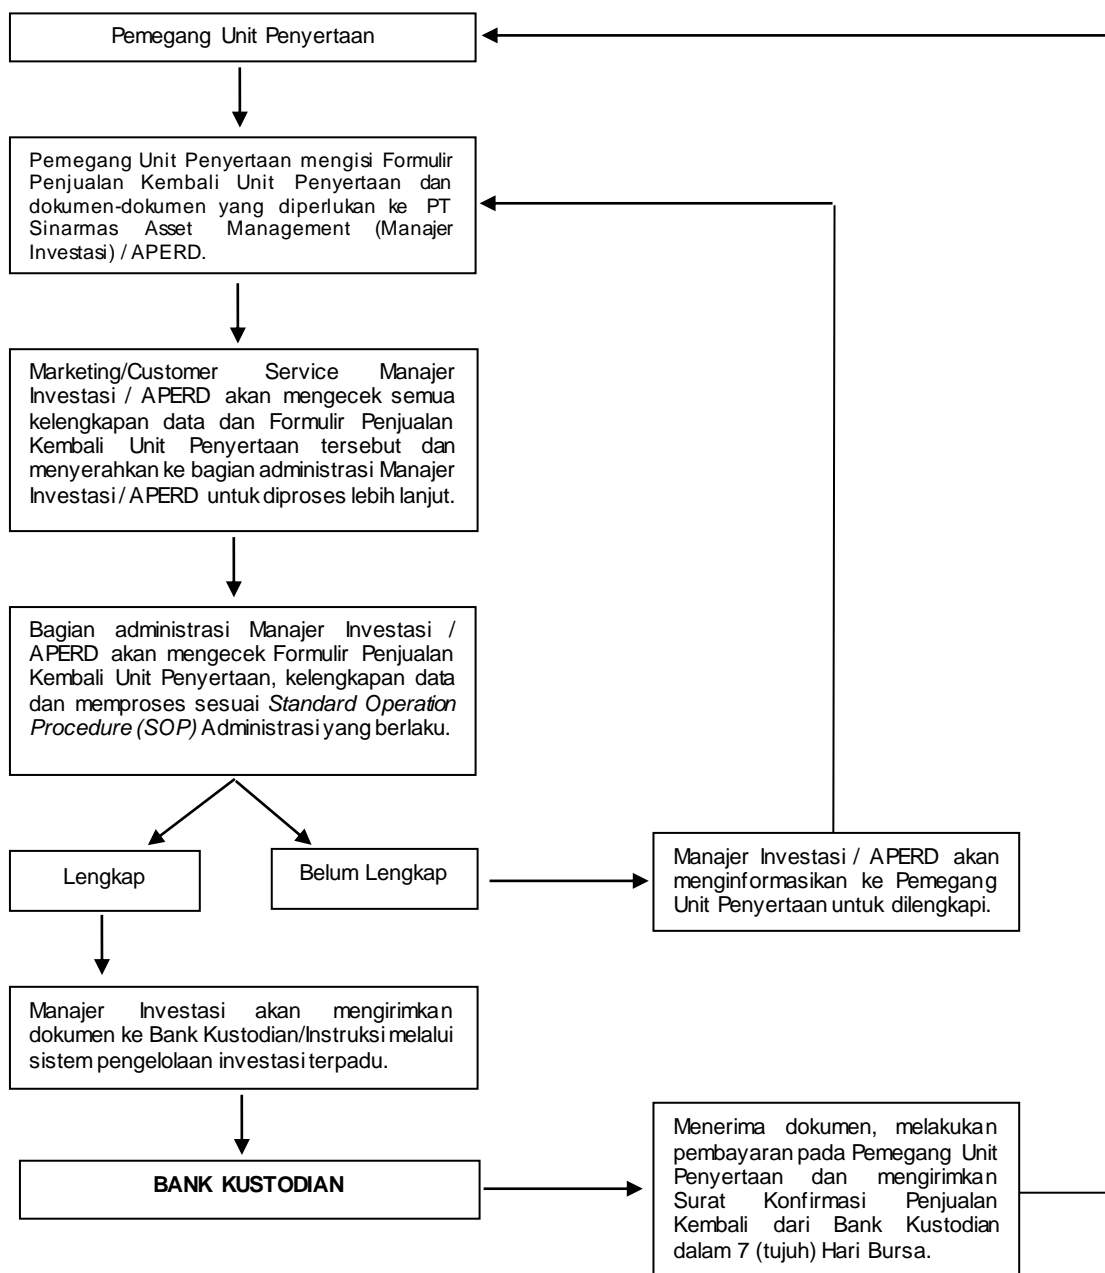 Pemegang Unit Penyertaan
Pemegang Unit Penyertaan mengisi Formulir
Penjualan Kembali Unit Penyertaan dan
dokumen-dokumen yang diperlukan ke PT
Sinarmas Asset Management (Manajer
Investasi) / APERD.
Marketing/Customer Service Manajer
Investasi / APERD akan mengecek semua
kelengkapan data dan Formulir Penjualan
Kembali Unit Penyertaan tersebut dan
menyerahkan ke bagian administrasi Manajer
Investasi / APERD untuk diproses lebih lanjut.
Bagian administrasi Manajer Investasi /
APERD akan mengecek Formulir Penjualan
Kembali Unit Penyertaan, kelengkapan data
dan memproses sesuai Standard Operation
Procedure (SOP) Administrasi yang berlaku.
Lengkap
Belum Lengkap
Manajer Investasi / APERD akan
menginformasikan ke Pemegang
Unit Penyertaan untuk dilengkapi.
Manajer Investasi akan mengirimkan
dokumen ke Bank Kustodian/Instruksi melalui
sistem pengelolaan investasi terpadu.
BANK KUSTODIAN
Menerima dokumen, melakukan
pembayaran pada Pemegang Unit
Penyertaan dan mengirimkan
Surat Konfirmasi Penjualan
Kembali dari Bank Kustodian
dalam 7 (tujuh) Hari Bursa.